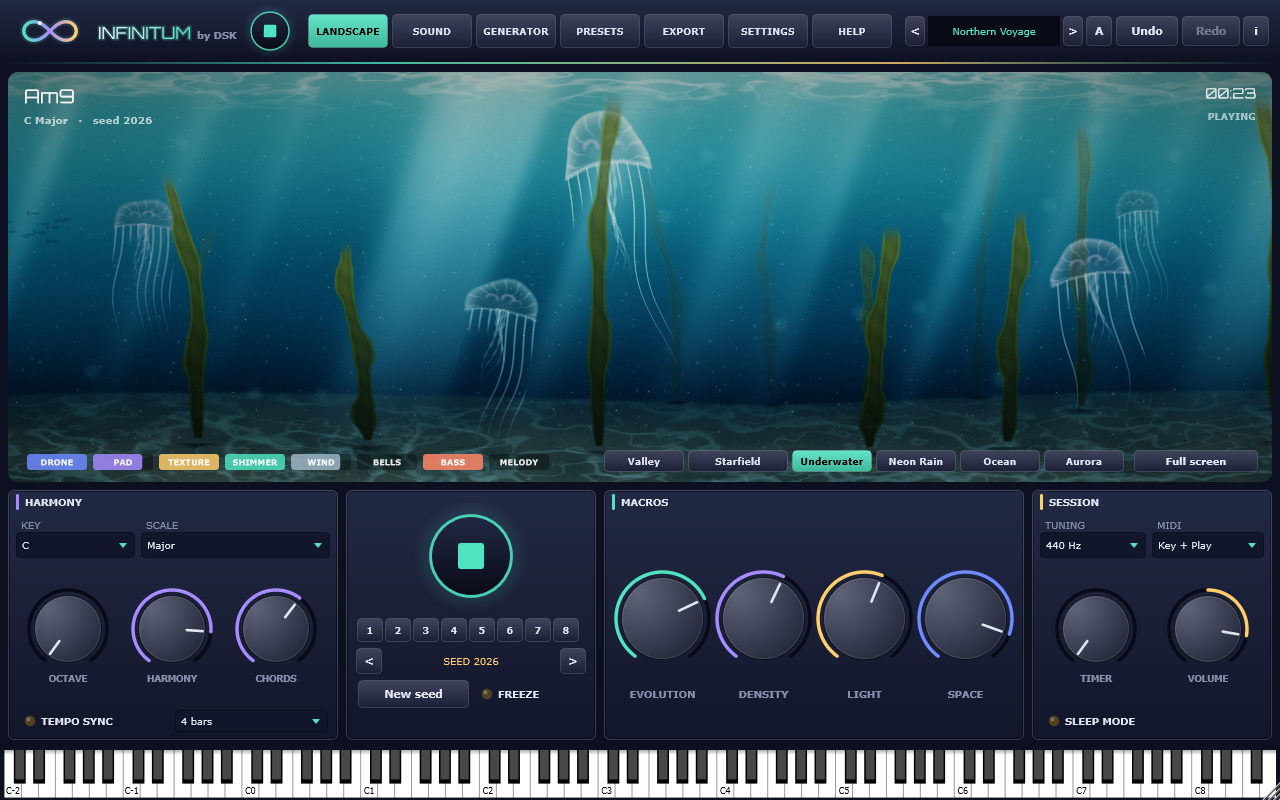 INFINITUM by DSK
LANDSCAPE SOUND GENERATOR PRESETS EXPORT SETTINGS HELP < Northern Voyage > A Undo Redo i
Am9
C Major · seed 2026
00:23
PLAYING
DRONE PAD TEXTURE SHIMMER WIND BELLS BASS MELODY
Valley Starfield Underwater Neon Rain Ocean Aurora Full screen
HARMONY
KEY SCALE
C Major
OCTAVE HARMONY CHORDS
TEMPO SYNC 4 bars
1 2 3 4 5 6 7 8
< SEED 2026 >
New seed FREEZE
MACROS
EVOLUTION DENSITY LIGHT SPACE
SESSION
TUNING MIDI
440 Hz Key + Play
TIMER VOLUME
SLEEP MODE
C-2 C-1 C0 C1 C2 C3 C4 C5 C6 C7 C8